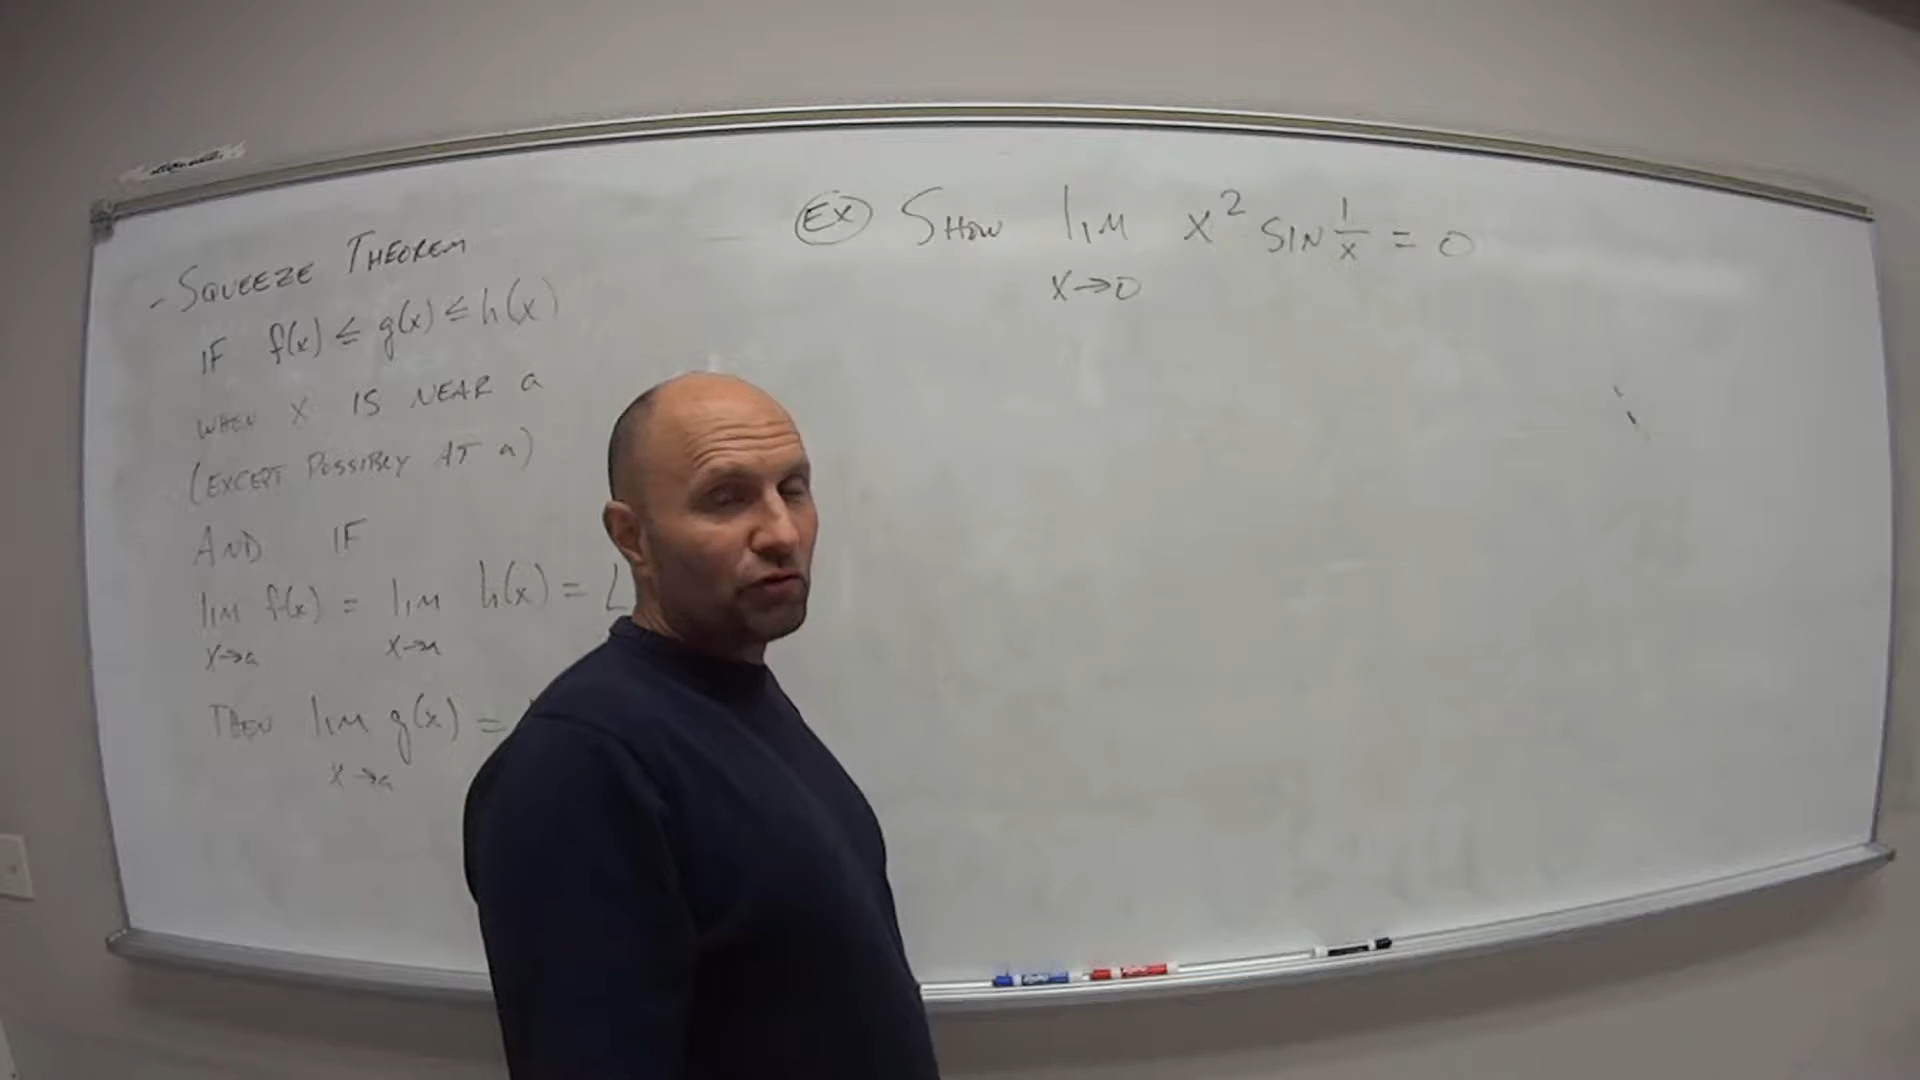 - SQUEEZE THEOREM
IF f(x) ≤ g(x) ≤ h(x)
WHEN X IS NEAR a
(EXCEPT POSSIBLY AT a)
AND IF
lim f(x) = lim h(x) = L
x→a x→a
THEN lim g(x) =
x→a
EX SHOW lim x² SIN 1/x = 0
x→0